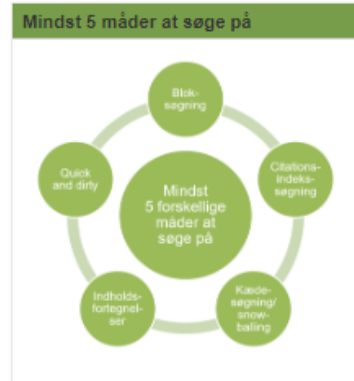 Mindst 5 måder at søge på
Blok-
søgning
Citations-
indeks-
søgning
Kæde-
søgning/
snow-
balling
Indholds-
fortegnel-
ser
Quick
and dirty
Mindst
5 forskellige
måder at
søge på